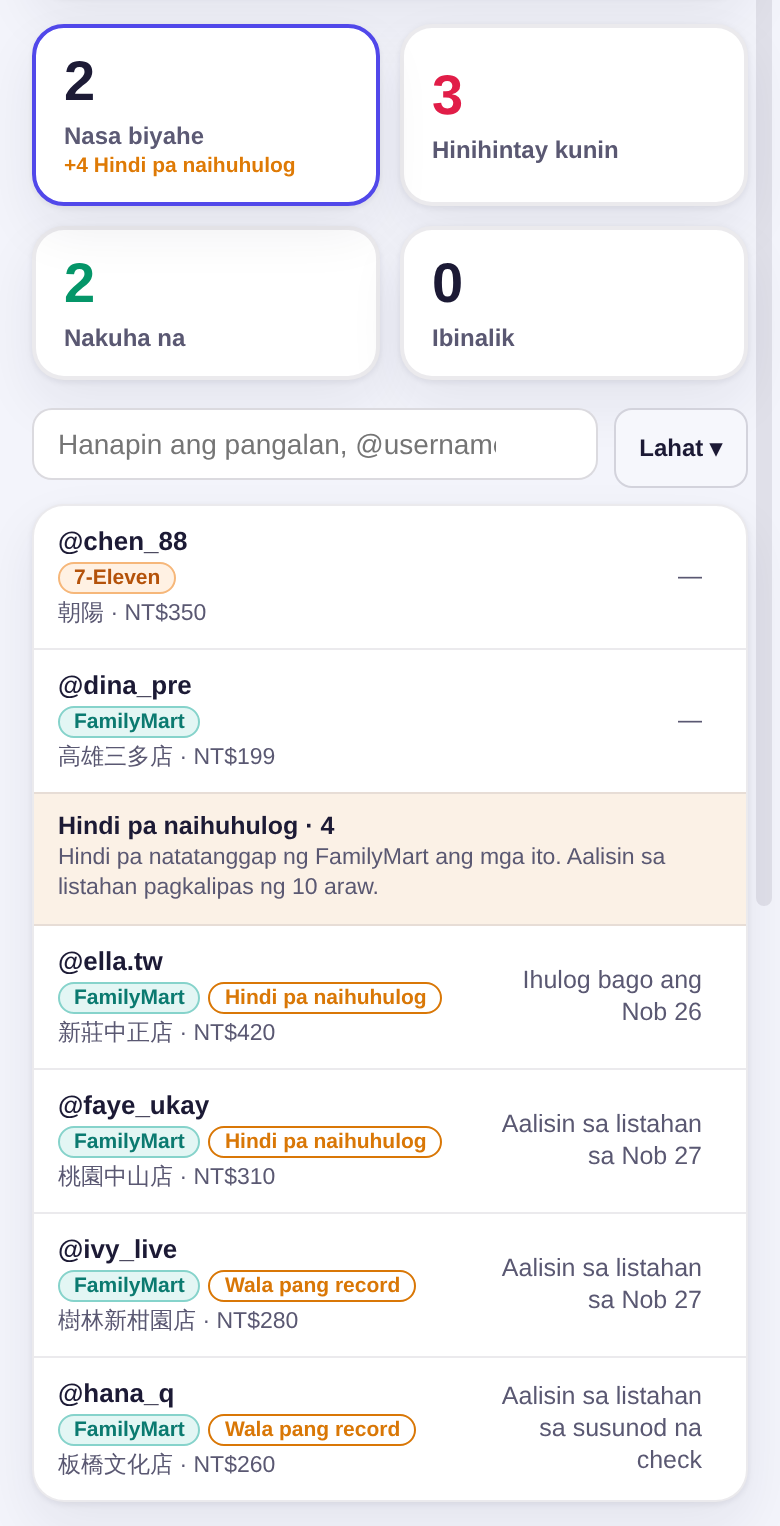 2
Nasa biyahe
+4 Hindi pa naihuhulog
3
Hinihintay kunin
2
Nakuha na
0
Ibinalik
Hanapin ang pangalan, @username
Lahat ▾
@chen_88
7-Eleven
朝陽 · NT$350
—
@dina_pre
FamilyMart
高雄三多店 · NT$199
—
Hindi pa naihuhulog · 4
Hindi pa natatanggap ng FamilyMart ang mga ito. Aalisin sa
listahan pagkalipas ng 10 araw.
@ella.tw
FamilyMart Hindi pa naihuhulog
新莊中正店 · NT$420
Ihulog bago ang
Nob 26
@faye_ukay
FamilyMart Hindi pa naihuhulog
桃園中山店 · NT$310
Aalisin sa listahan
sa Nob 27
@ivy_live
FamilyMart Wala pang record
樹林新柑園店 · NT$280
Aalisin sa listahan
sa Nob 27
@hana_q
FamilyMart Wala pang record
板橋文化店 · NT$260
Aalisin sa listahan
sa susunod na
check